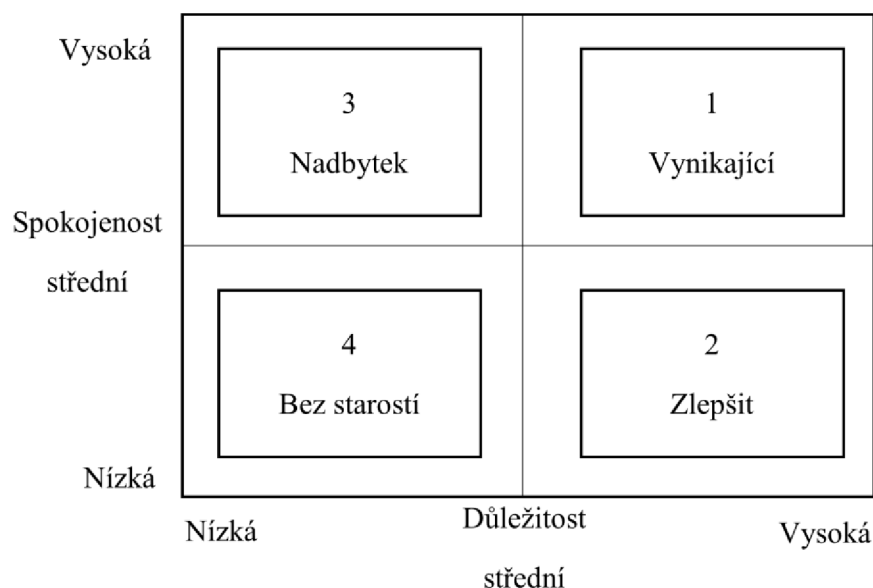 Vysoká
3
Nadbytek
1
Vynikající
Spokojenost
střední
4
Bez starostí
2
Zlepšit
Nízká
Nízká
Důležitost
střední
Vysoká